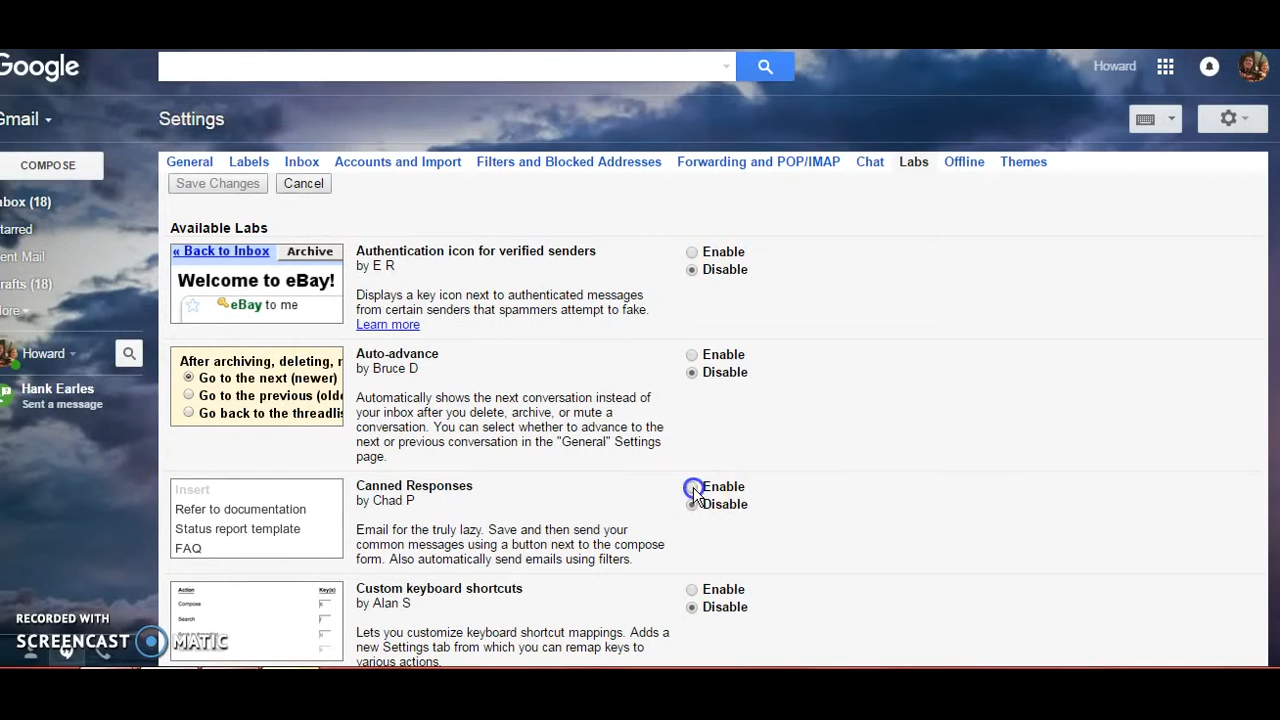 Google
Howard
Gmail
Settings
General Labels Inbox Accounts and Import Filters and Blocked Addresses Forwarding and POP/IMAP Chat Labs Offline Themes
COMPOSE
Save Changes Cancel
nbox (18)
tarred
ent Mail
rafts (18)
ore
Howard
Hank Earles
Sent a message
Available Labs
« Back to Inbox Archive
Welcome to eBay!
eBay to me
Authentication icon for verified senders
by E R
Displays a key icon next to authenticated messages
from certain senders that spammers attempt to fake.
Learn more
Enable
Disable
After archiving, deleting, r
Go to the next (newer)
Go to the previous (olde
Go back to the threadlis
Auto-advance
by Bruce D
Automatically shows the next conversation instead of
your inbox after you delete, archive, or mute a
conversation. You can select whether to advance to the
next or previous conversation in the "General" Settings
page.
Enable
Disable
Insert
Refer to documentation
Status report template
FAQ
Canned Responses
by Chad P
Email for the truly lazy. Save and then send your
common messages using a button next to the compose
form. Also automatically send emails using filters.
Enable
Disable
Action Key(s)
Compose
Search
Custom keyboard shortcuts
by Alan S
Lets you customize keyboard shortcut mappings. Adds a
new Settings tab from which you can remap keys to
various actions.
Enable
Disable
RECORDED WITH
SCREENCAST MATIC